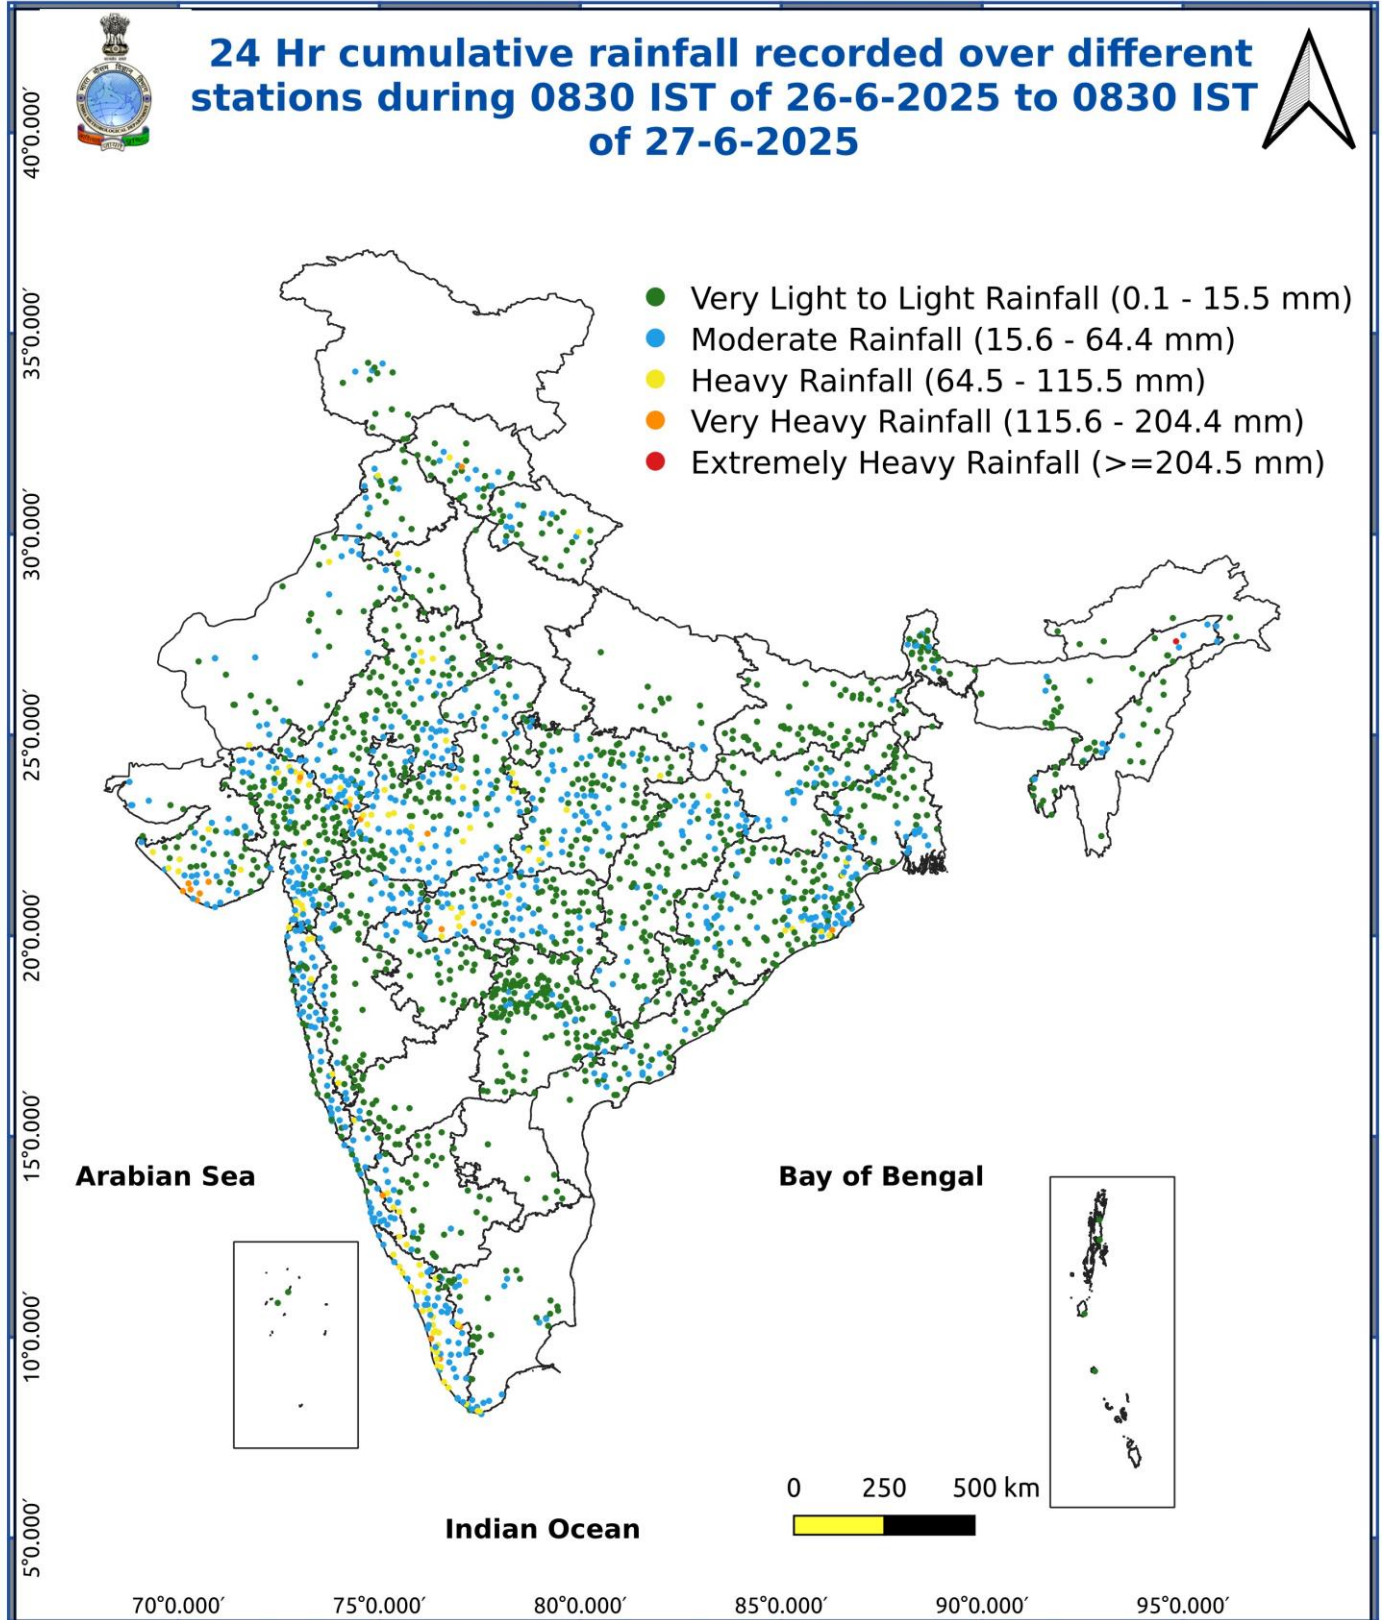 24 Hr cumulative rainfall recorded over different
stations during 0830 IST of 26-6-2025 to 0830 IST
of 27-6-2025
Very Light to Light Rainfall (0.1 - 15.5 mm)
Moderate Rainfall (15.6 - 64.4 mm)
Heavy Rainfall (64.5 - 115.5 mm)
Very Heavy Rainfall (115.6 - 204.4 mm)
Extremely Heavy Rainfall (>=204.5 mm)
40°0.000′
35°0.000′
30°0.000′
25°0.000′
20°0.000′
15°0.000′
10°0.000′
5°0.000′
Arabian Sea
Bay of Bengal
Indian Ocean
0 250 500 km
70°0.000′ 75°0.000′ 80°0.000′ 85°0.000′ 90°0.000′ 95°0.000′